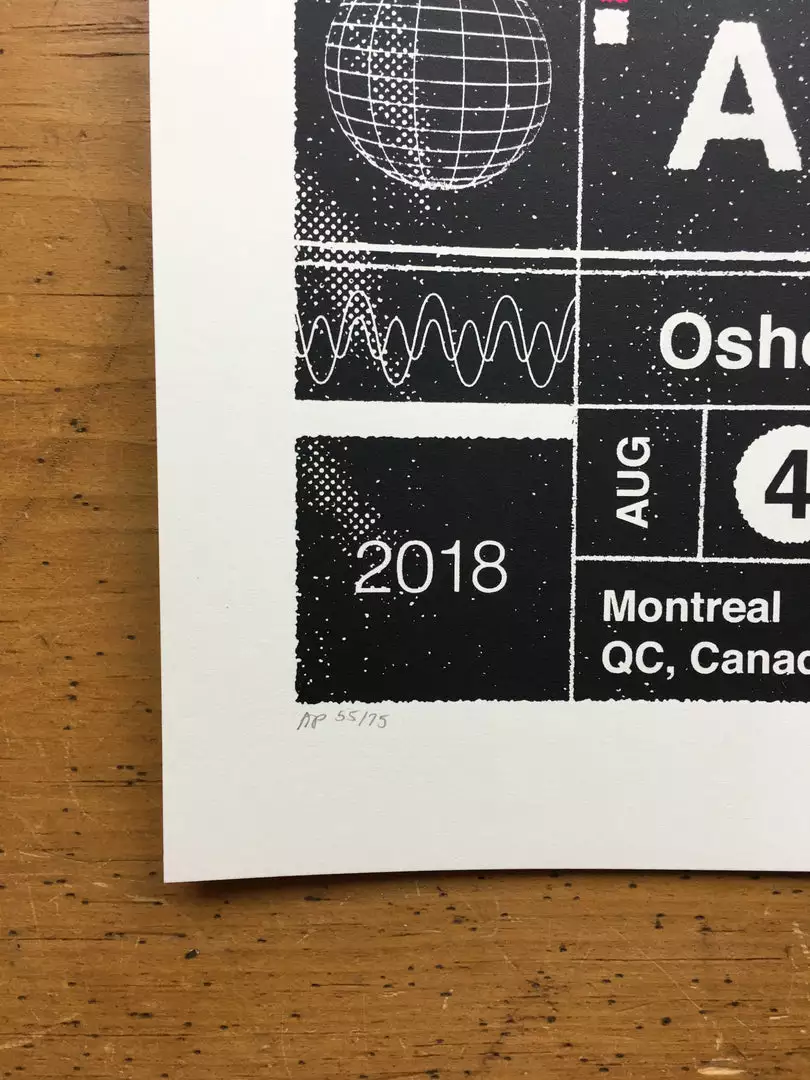 A
Osh
AUG
4
2018
Montreal
QC, Canad
AP 55/75